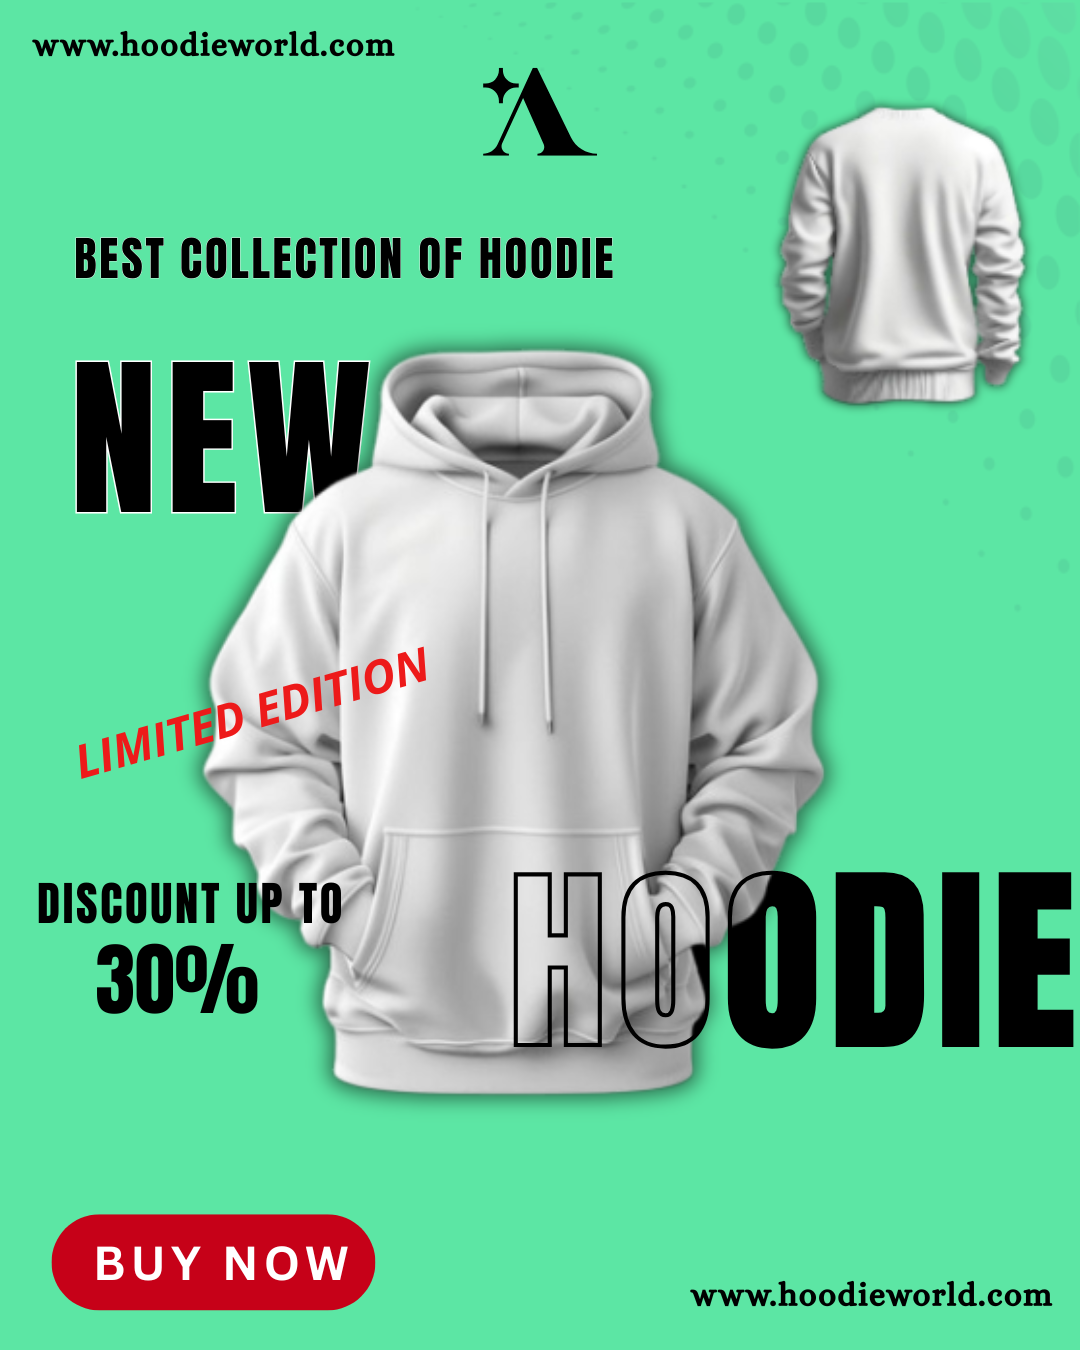 www.hoodieworld.com
BEST COLLECTION OF HOODIE
NEW
LIMITED EDITION
DISCOUNT UP TO
30%
HOODIE
BUY NOW
www.hoodieworld.com